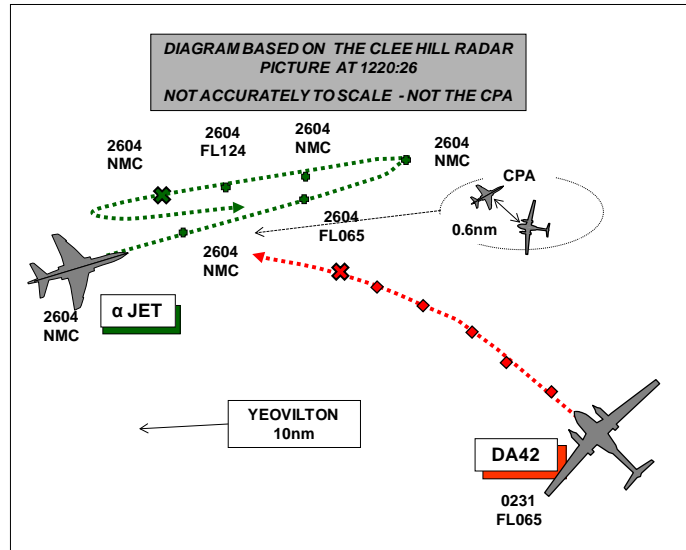 DIAGRAM BASED ON THE CLEE HILL RADAR
PICTURE AT 1220:26
NOT ACCURATELY TO SCALE - NOT THE CPA
2604
NMC
2604
FL124
2604
NMC
2604
NMC
CPA
0.6nm
2604
FL065
2604
NMC
2604
NMC
α JET
YEOVILTON
10nm
DA42
0231
FL065